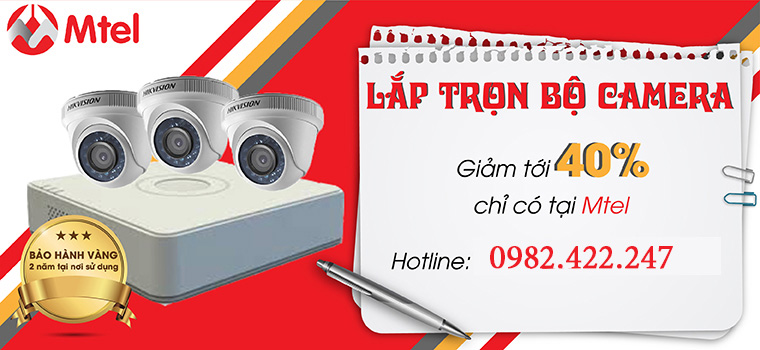 Mtel
HIKVISION
HIKVISION
HIKVISION
BẢO HÀNH VÀNG
2 năm tại nơi sử dụng
LẮP TRỌN BỘ CAMERA
Giảm tới 40%
chỉ có tại Mtel
Hotline: 0982.422.247